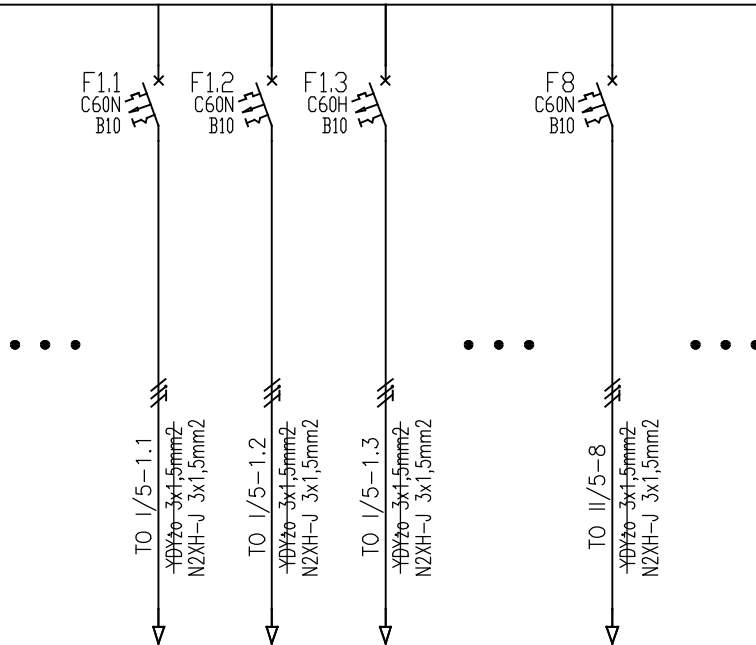 F1.1
C60N
B10
F1.2
C60N
B10
F1.3
C60H
B10
F8
C60N
B10
TO I/5-1.1
YDYżo 3x1,5mm2
N2XH-J 3x1,5mm2
TO I/5-1.2
YDYżo 3x1,5mm2
N2XH-J 3x1,5mm2
TO I/5-1.3
YDYżo 3x1,5mm2
N2XH-J 3x1,5mm2
TO II/5-8
YDYżo 3x1,5mm2
N2XH-J 3x1,5mm2